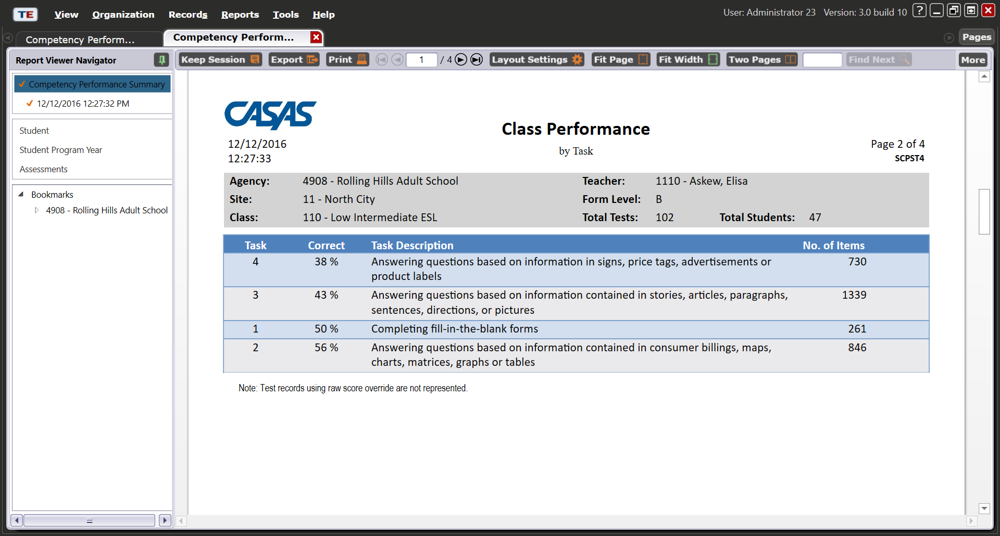 TE View Organization Records Reports Tools Help User: Administrator 23 Version: 3.0 build 10 ?
Competency Perform... Competency Perform... Pages
Report Viewer Navigator Keep Session Export Print 1 / 4 Layout Settings Fit Page Fit Width Two Pages Find Next More
Competency Performance Summary
12/12/2016 12:27:32 PM
Student
Student Program Year
Assessments
Bookmarks
4908 - Rolling Hills Adult School
CASAS
Class Performance
12/12/2016 Page 2 of 4
by Task
12:27:33 SCPST4
Agency: 4908 - Rolling Hills Adult School Teacher: 1110 - Askew, Elisa
Site: 11 - North City Form Level: B
Class: 110 - Low Intermediate ESL Total Tests: 102 Total Students: 47
Task Correct Task Description No. of Items
4 38 % Answering questions based on information in signs, price tags, advertisements or 730
product labels
3 43 % Answering questions based on information contained in stories, articles, paragraphs, 1339
sentences, directions, or pictures
1 50 % Completing fill-in-the-blank forms 261
2 56 % Answering questions based on information contained in consumer billings, maps, 846
charts, matrices, graphs or tables
Note: Test records using raw score override are not represented.